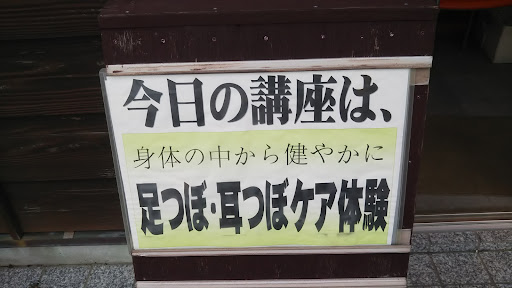 今日の講座は、
身体の中から健やかに
足つぼ・耳つぼケア体験